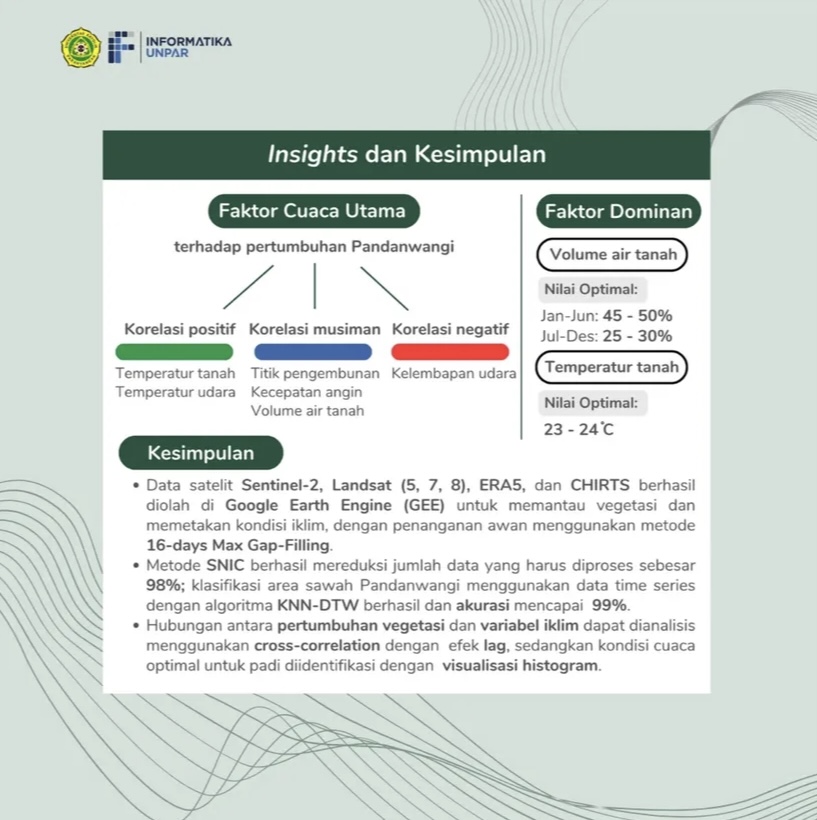 INFORMATIKA
UNPAR
Insights dan Kesimpulan
Faktor Cuaca Utama
terhadap pertumbuhan Pandanwangi
Korelasi positif
Temperatur tanah
Temperatur udara
Korelasi musiman
Titik pengembunan
Kecepatan angin
Volume air tanah
Korelasi negatif
Kelembapan udara
Faktor Dominan
Volume air tanah
Nilai Optimal:
Jan-Jun: 45 - 50%
Jul-Des: 25 - 30%
Temperatur tanah
Nilai Optimal:
23 - 24°C
Kesimpulan
• Data satelit Sentinel-2, Landsat (5, 7, 8), ERA5, dan CHIRTS berhasil
diolah di Google Earth Engine (GEE) untuk memantau vegetasi dan
memetakan kondisi iklim, dengan penanganan awan menggunakan metode
16-days Max Gap-Filling.
• Metode SNIC berhasil mereduksi jumlah data yang harus diproses sebesar
98%; klasifikasi area sawah Pandanwangi menggunakan data time series
dengan algoritma KNN-DTW berhasil dan akurasi mencapai 99%.
• Hubungan antara pertumbuhan vegetasi dan variabel iklim dapat dianalisis
menggunakan cross-correlation dengan efek lag, sedangkan kondisi cuaca
optimal untuk padi diidentifikasi dengan visualisasi histogram.